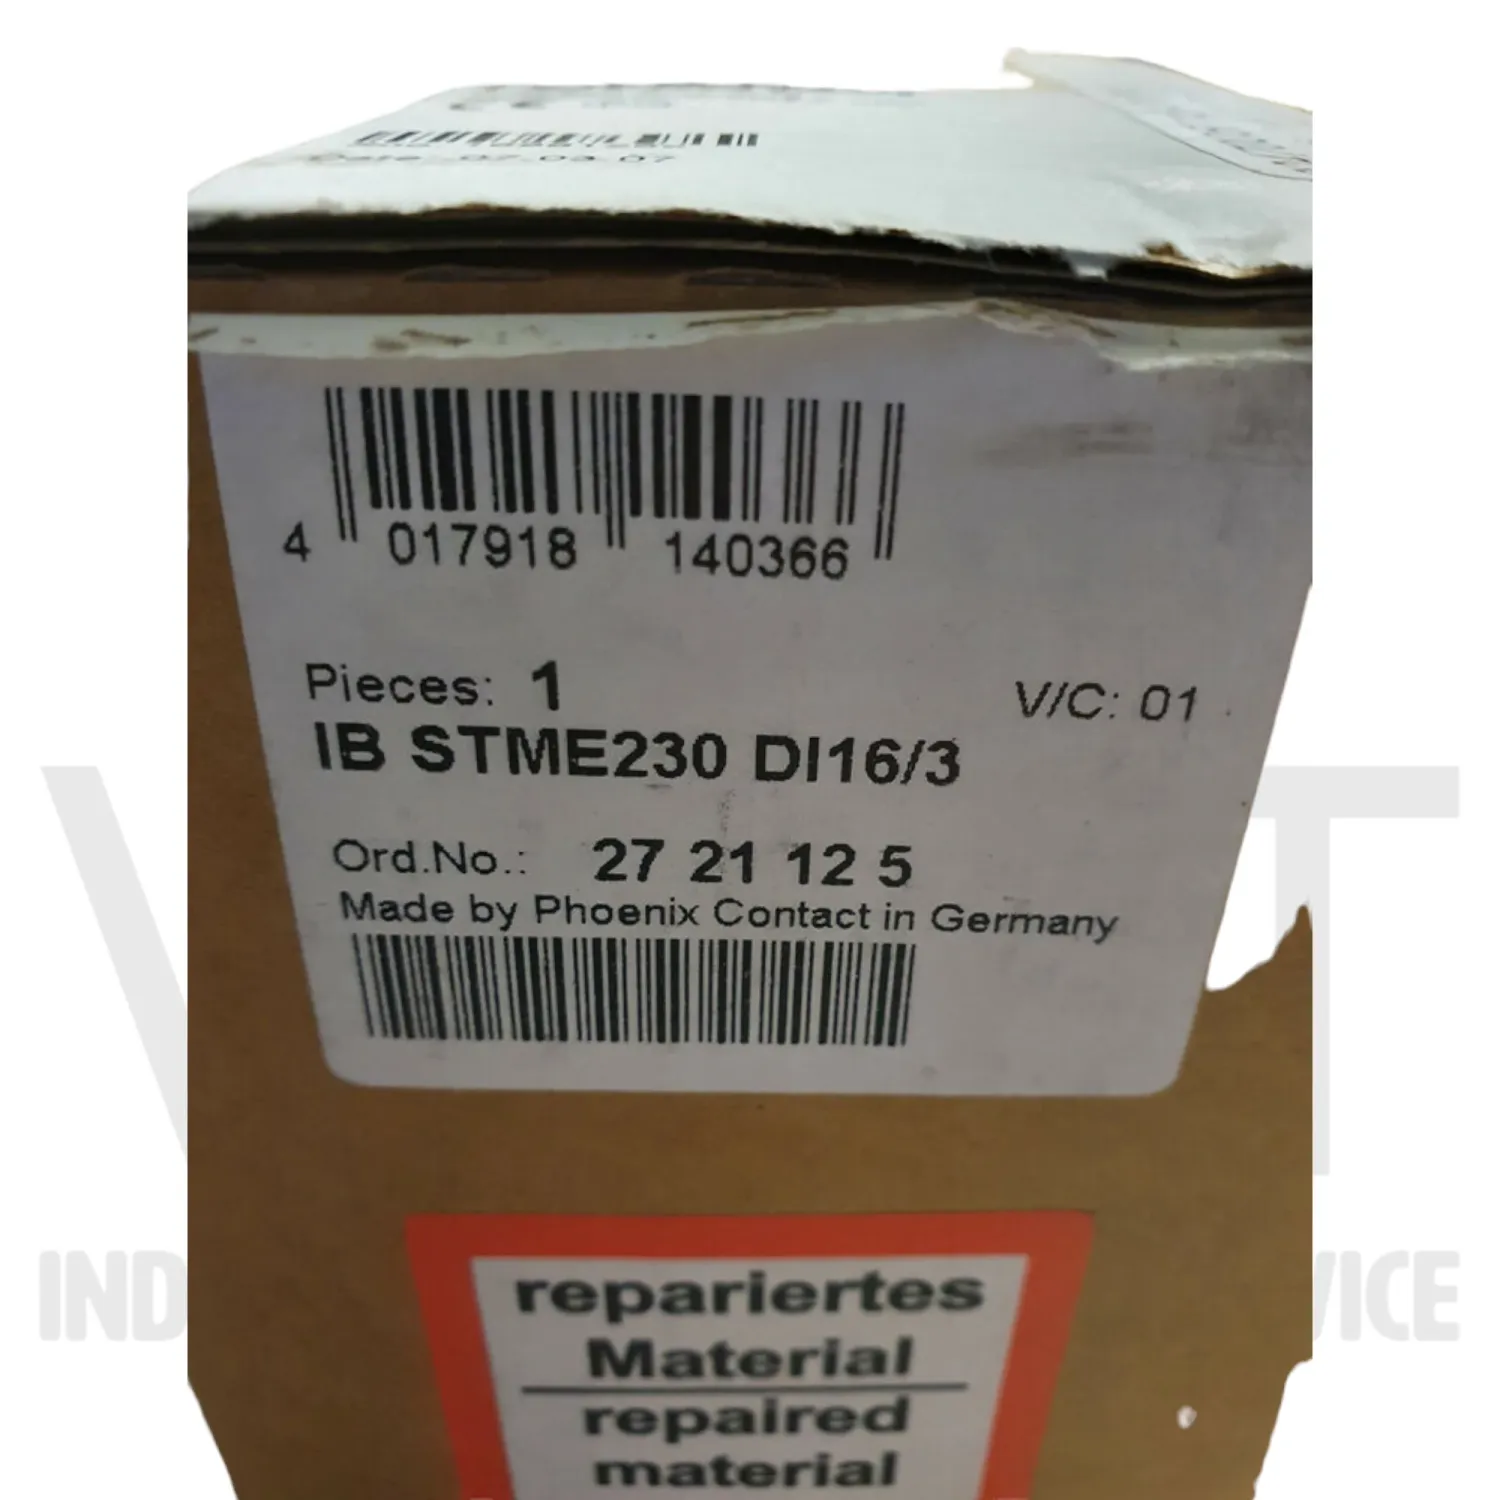 4 017918 140366
Pieces: 1
V/C: 01
IB STME230 DI16/3
Ord.No.: 27 21 12 5
Made by Phoenix Contact in Germany
repariertes
Material
repaired
material